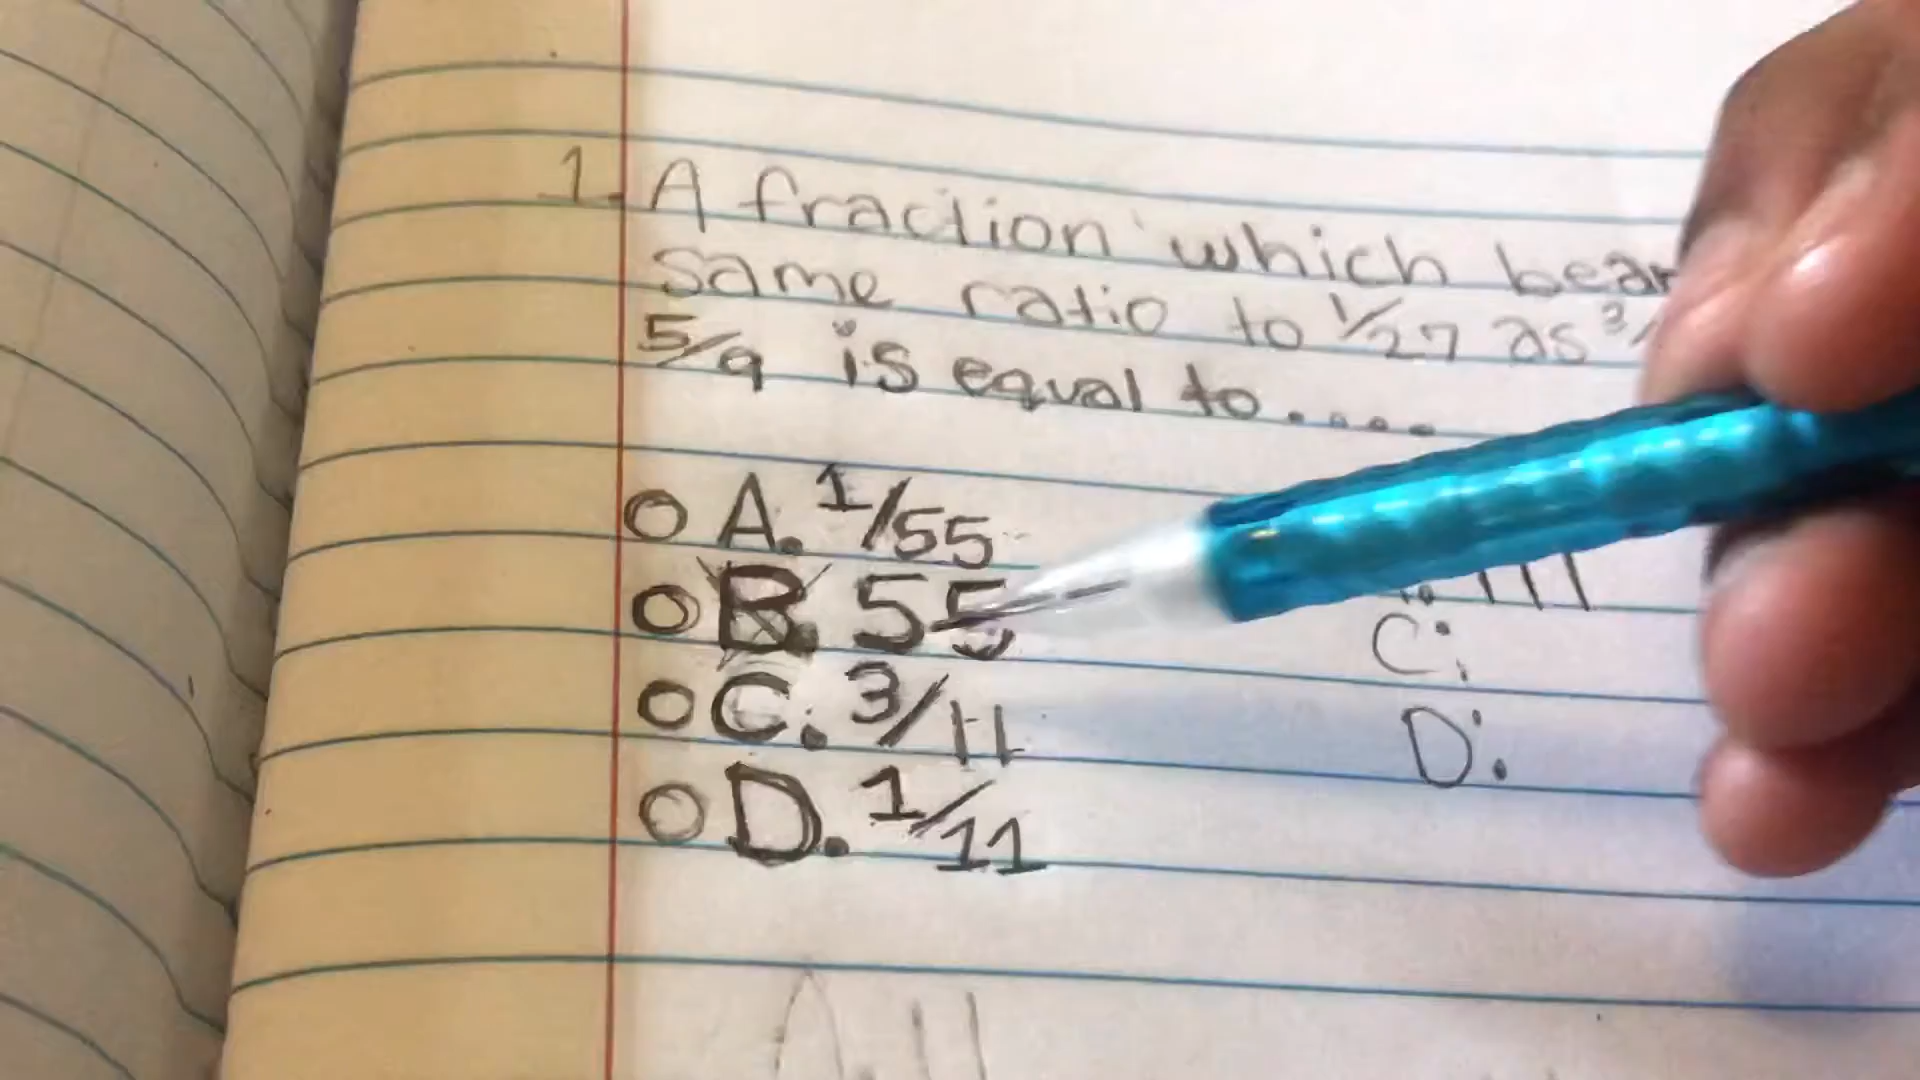 1. A fraction which bear
same ratio to 1/27 as 3/
5/9 is equal to....
O A. 1/55
O B. 55
O C. 3/11
O D. 1/11
C:
D: